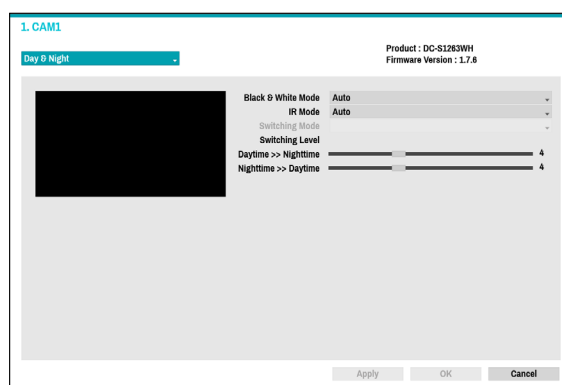 1. CAM1
Day & Night
Product : DC-S1263WH
Firmware Version : 1.7.6
Black & White Mode Auto
IR Mode Auto
Switching Mode
Switching Level
Daytime >> Nighttime 4
Nighttime >> Daytime 4
Apply OK Cancel